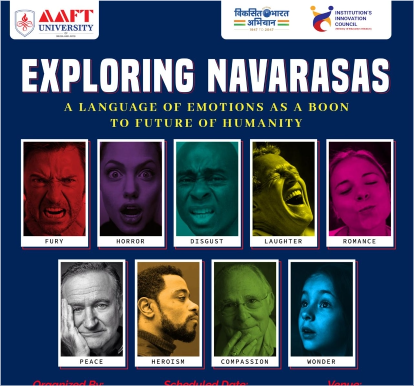 AAFT
UNIVERSITY
विकसित भारत
अभियान
INSTITUTION'S
INNOVATION
COUNCIL
EXPLORING NAVARASAS
A LANGUAGE OF EMOTIONS AS A BOON
TO FUTURE OF HUMANITY
FURY
HORROR
DISGUST
LAUGHTER
ROMANCE
PEACE
HEROISM
COMPASSION
WONDER
Organized By:
Scheduled Date:
Venue: